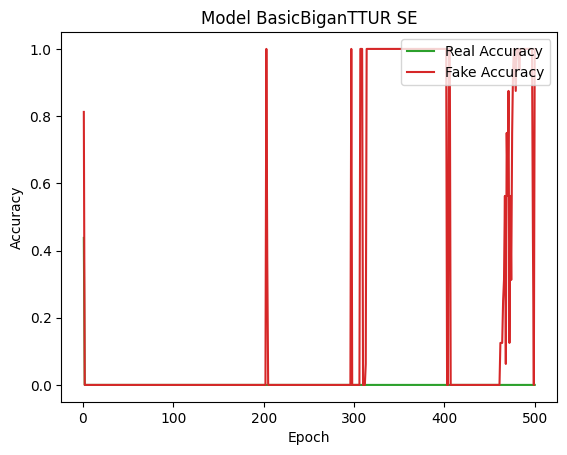 Model BasicBiganTTUR SE
Real Accuracy
Fake Accuracy
Accuracy
1.0
0.8
0.6
0.4
0.2
0.0
0 100 200 300 400 500
Epoch